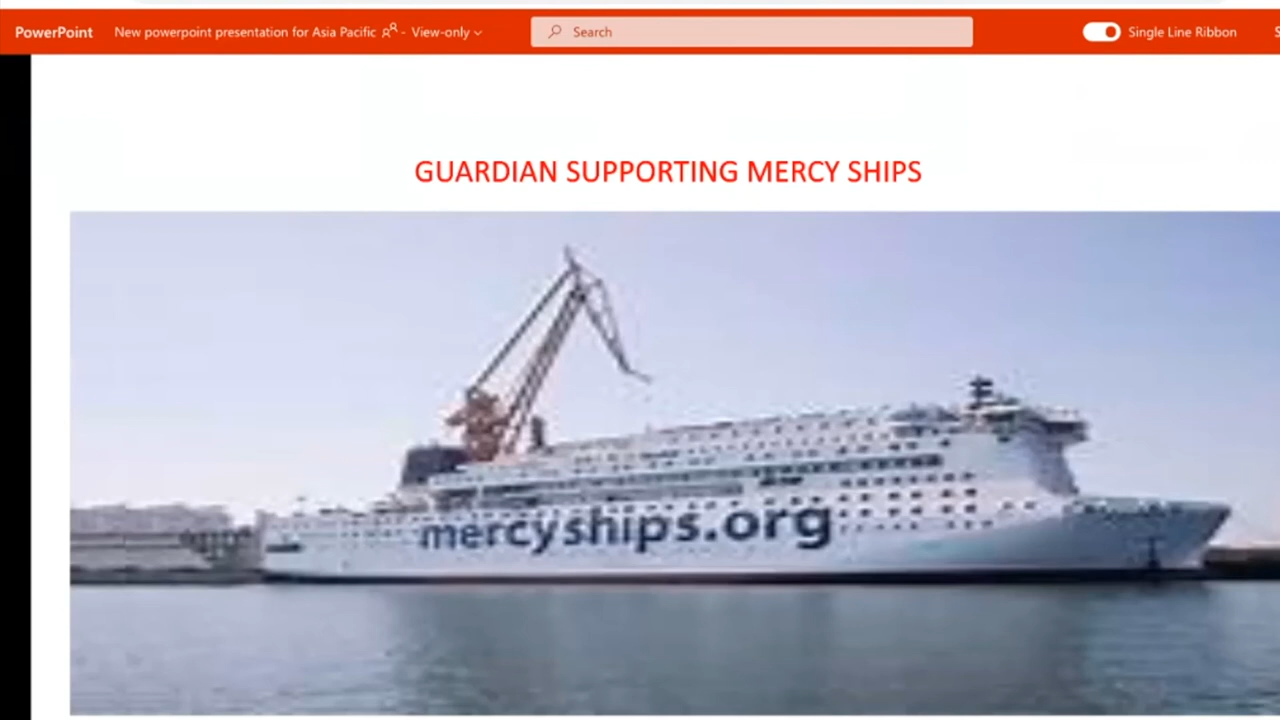 PowerPoint New powerpoint presentation for Asia Pacific - View-only Search Single Line Ribbon
GUARDIAN SUPPORTING MERCY SHIPS
mercyships.org